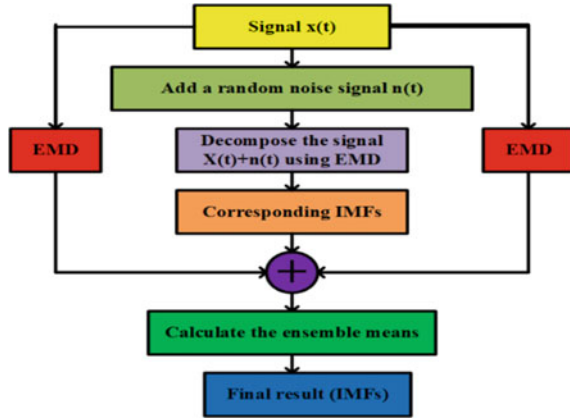 Signal x(t)
Add a random noise signal n(t)
EMD
Decompose the signal
X(t)+n(t) using EMD
EMD
Corresponding IMFs
+
Calculate the ensemble means
Final result (IMFs)